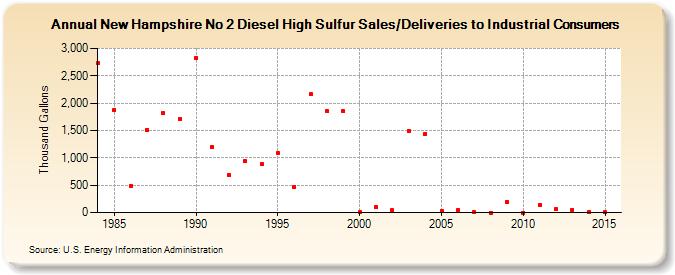 Annual New Hampshire No 2 Diesel High Sulfur Sales/Deliveries to Industrial Consumers
Thousand Gallons
3,000
2,500
2,000
1,500
1,000
500
0
1985 1990 1995 2000 2005 2010 2015
Source: U.S. Energy Information Administration